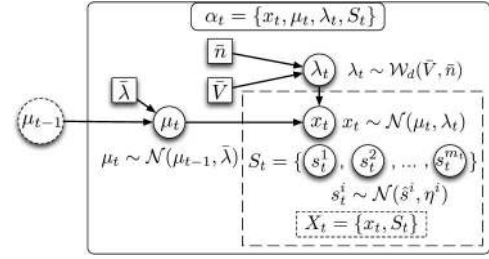 α_t = {x_t, μ_t, λ_t, S_t}
n̄
λ_t λ_t ∼ 𝒲_d(V̄, n̄)
λ̄ V̄
μ_{t−1} μ_t x_t x_t ∼ 𝒩(μ_t, λ_t)
μ_t ∼ 𝒩(μ_{t−1}, λ̄) S_t = {s_t^1, s_t^2, ..., s_t^{m_t}}
s_t^i ∼ 𝒩(ŝ^i, η^i)
X_t = {x_t, S_t}